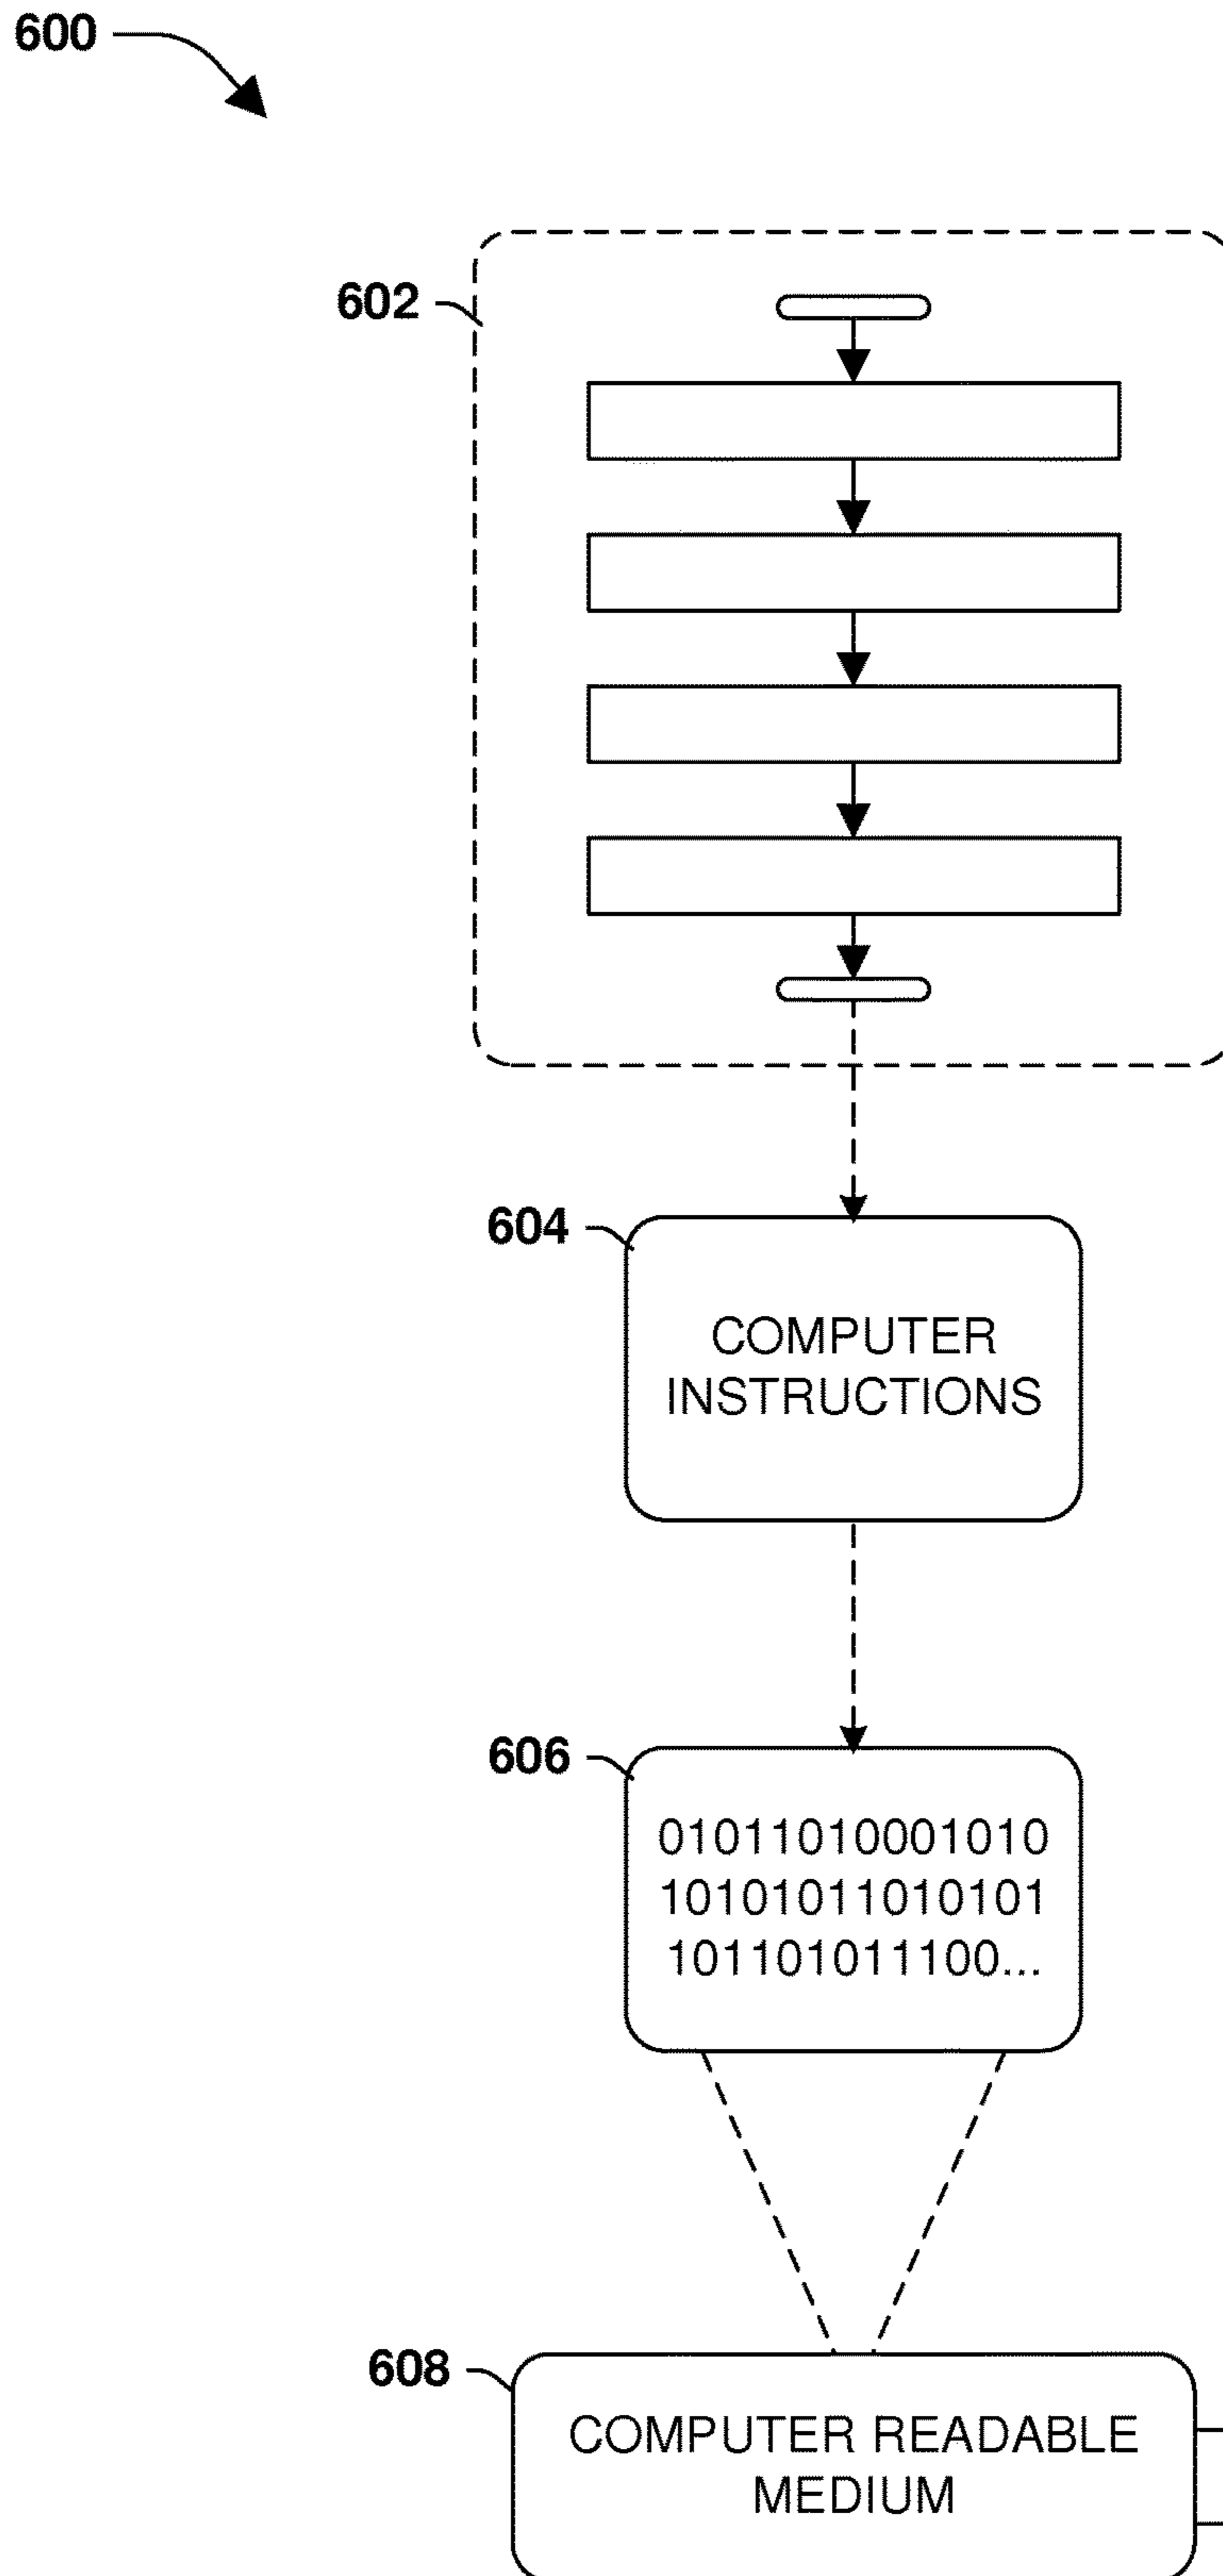 600
602
604
COMPUTER
INSTRUCTIONS
606
01011010001010
10101011010101
101101011100...
608
COMPUTER READABLE
MEDIUM